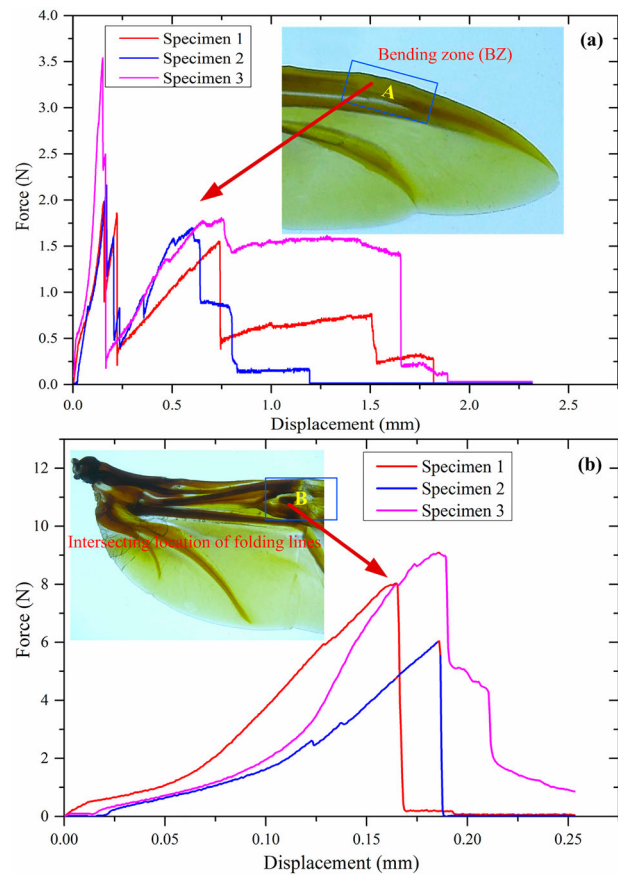 4.0
3.5
3.0
2.5
2.0
1.5
1.0
0.5
0.0
Force (N)
Specimen 1
Specimen 2
Specimen 3
(a)
Bending zone (BZ)
A
0.0 0.5 1.0 1.5 2.0 2.5
Displacement (mm)
12
10
8
6
4
2
0
Force (N)
(b)
Specimen 1
Specimen 2
Specimen 3
B
Intersecting location of folding lines
0.00 0.05 0.10 0.15 0.20 0.25
Displacement (mm)